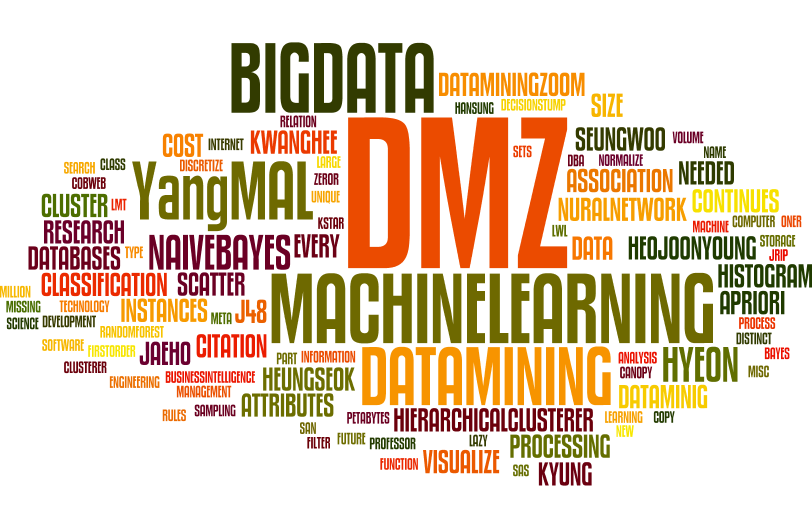 BIGDATA
DATAMININGZOOM
HANSUNG
DECISIONSTUMP
SIZE
RELATION
COST
INTERNET
KWANGHEE
DMZ
SETS
SEUNGWOO
VOLUME
NAME
SEARCH
CLASS
DISCRETIZE
LARGE
DBA
NORMALIZE
COBWEB
YangMAL
ZEROR
ASSOCIATION
NEEDED
CLUSTER
LMT
UNIQUE
NURALNETWORK
CONTINUES
RESEARCH
KSTAR
LWL
MACHINE
COMPUTER
ONER
DATABASES
TYPE
NAIVEBAYES
EVERY
DATA
HEOJOONYOUNG
STORAGE
JRIP
CLASSIFICATION
SCATTER
HISTOGRAM
MILLION
MISSING
TECHNOLOGY
INSTANCES
META
J48
MACHINELEARNING
APRIORI
SCIENCE
DEVELOPMENT
RANDOMFOREST
PROCESS
DISTINCT
SOFTWARE
FIRSTORDER
JAEHO
CITATION
PART
INFORMATION
DATAMINING
ANALYSIS
HYEON
BAYES
CLUSTERER
ENGINEERING
BUSINESSINTELLIGENCE
HEUNGSEOK
CANOPY
MISC
MANAGEMENT
DATAMINIG
RULES
SAMPLING
ATTRIBUTES
PETABYTES
HIERARCHICALCLUSTERER
LEARNING
COPY
SAN
NEW
FILTER
FUTURE
PROFESSOR
LAZY
PROCESSING
FUNCTION
VISUALIZE
SAS
KYUNG